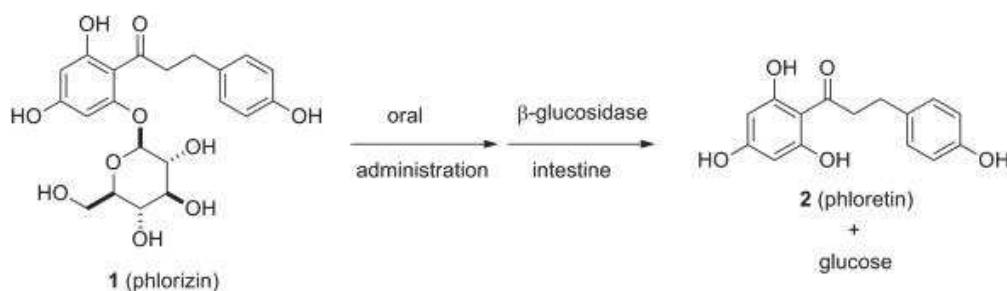 OH
O
HO
OH
O
O
OH
HO
OH
OH
1 (phlorizin)
oral
administration
β-glucosidase
intestine
OH
O
HO
OH
OH
2 (phloretin)
+
glucose